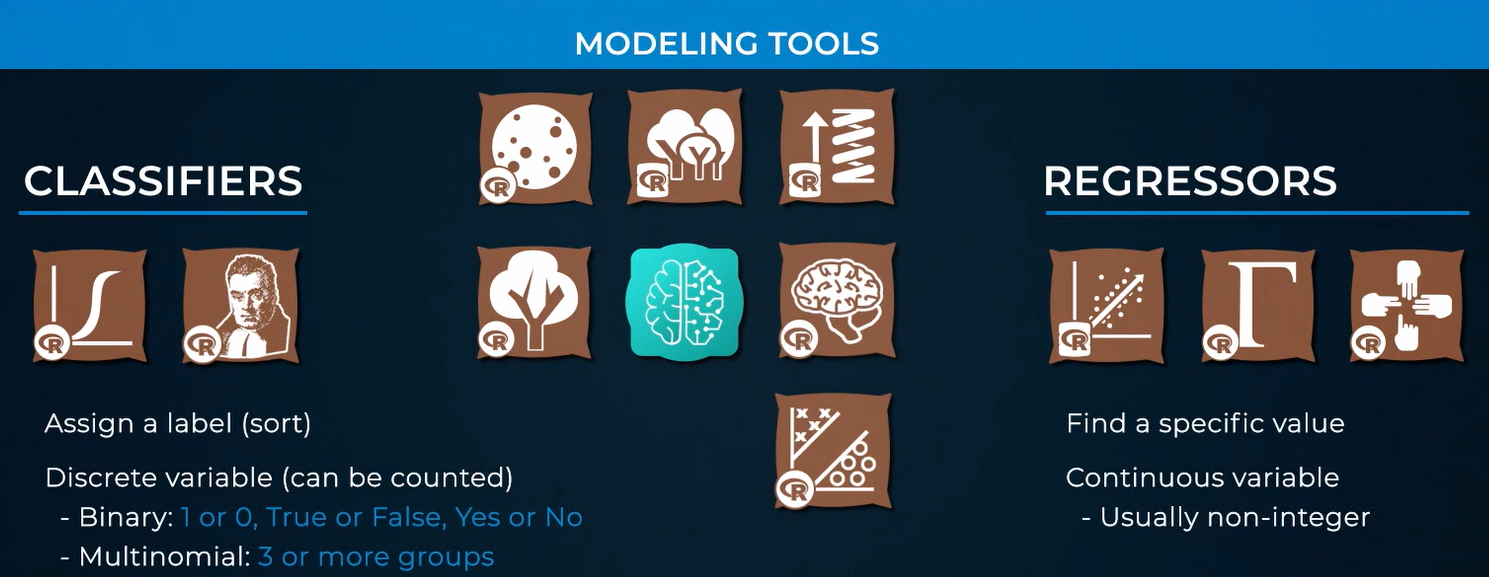 MODELING TOOLS
CLASSIFIERS
Assign a label (sort)
Discrete variable (can be counted)
- Binary: 1 or 0, True or False, Yes or No
- Multinomial: 3 or more groups
R
R
R
R
R
R
R
R
Γ
R
R
R
R
REGRESSORS
Find a specific value
Continuous variable
- Usually non-integer